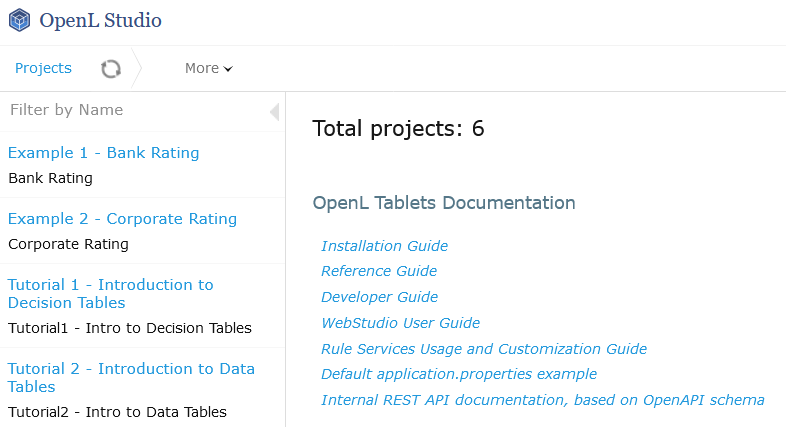 OpenL Studio
Projects
More
Filter by Name
Example 1 - Bank Rating
Bank Rating
Example 2 - Corporate Rating
Corporate Rating
Tutorial 1 - Introduction to
Decision Tables
Tutorial1 - Intro to Decision Tables
Tutorial 2 - Introduction to Data
Tables
Tutorial2 - Intro to Data Tables
Total projects: 6
OpenL Tablets Documentation
Installation Guide
Reference Guide
Developer Guide
WebStudio User Guide
Rule Services Usage and Customization Guide
Default application.properties example
Internal REST API documentation, based on OpenAPI schema